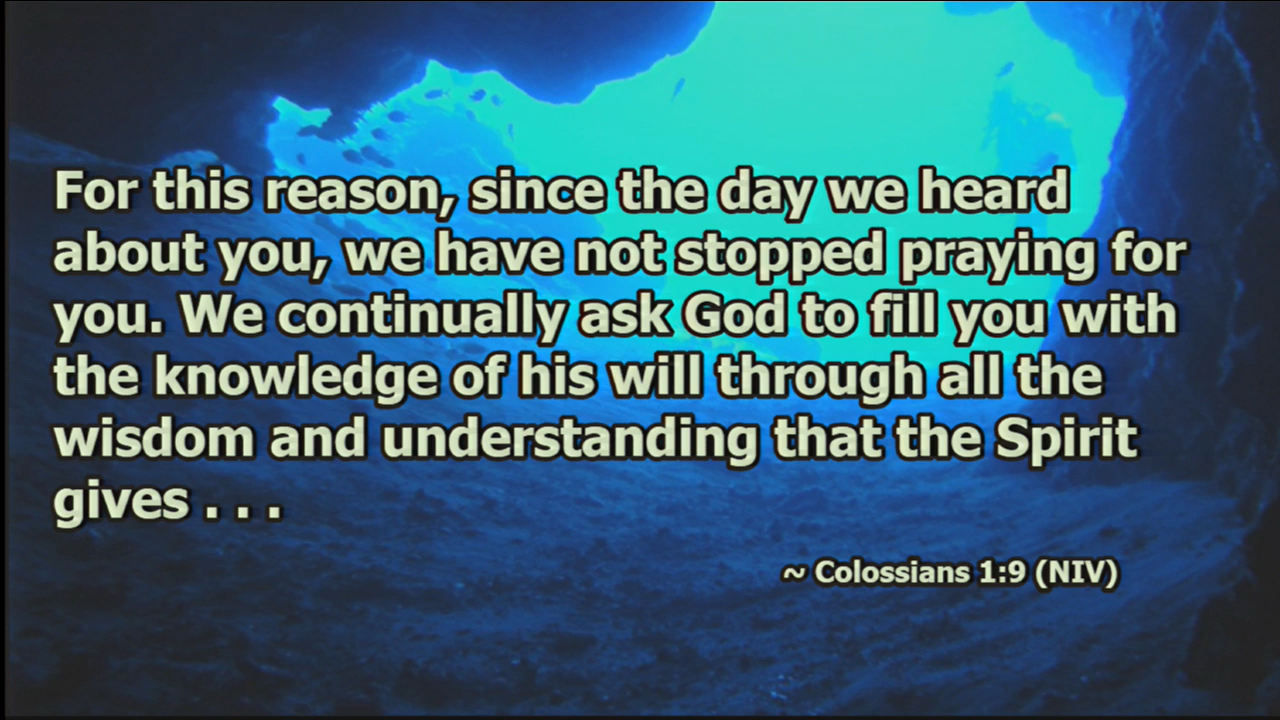 For this reason, since the day we heard
about you, we have not stopped praying for
you. We continually ask God to fill you with
the knowledge of his will through all the
wisdom and understanding that the Spirit
gives . . .
~ Colossians 1:9 (NIV)